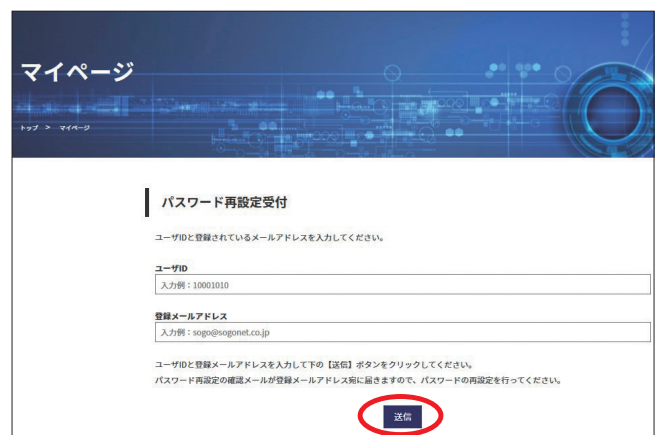 マイページ
トップ > マイページ
パスワード再設定受付
ユーザIDと登録されているメールアドレスを入力してください。
ユーザID
入力例：10001010
登録メールアドレス
入力例：sogo@sogonet.co.jp
ユーザIDと登録メールアドレスを入力して下の【送信】ボタンをクリックしてください。
パスワード再設定の確認メールが登録メールアドレス宛に届きますので、パスワードの再設定を行ってください。
送信